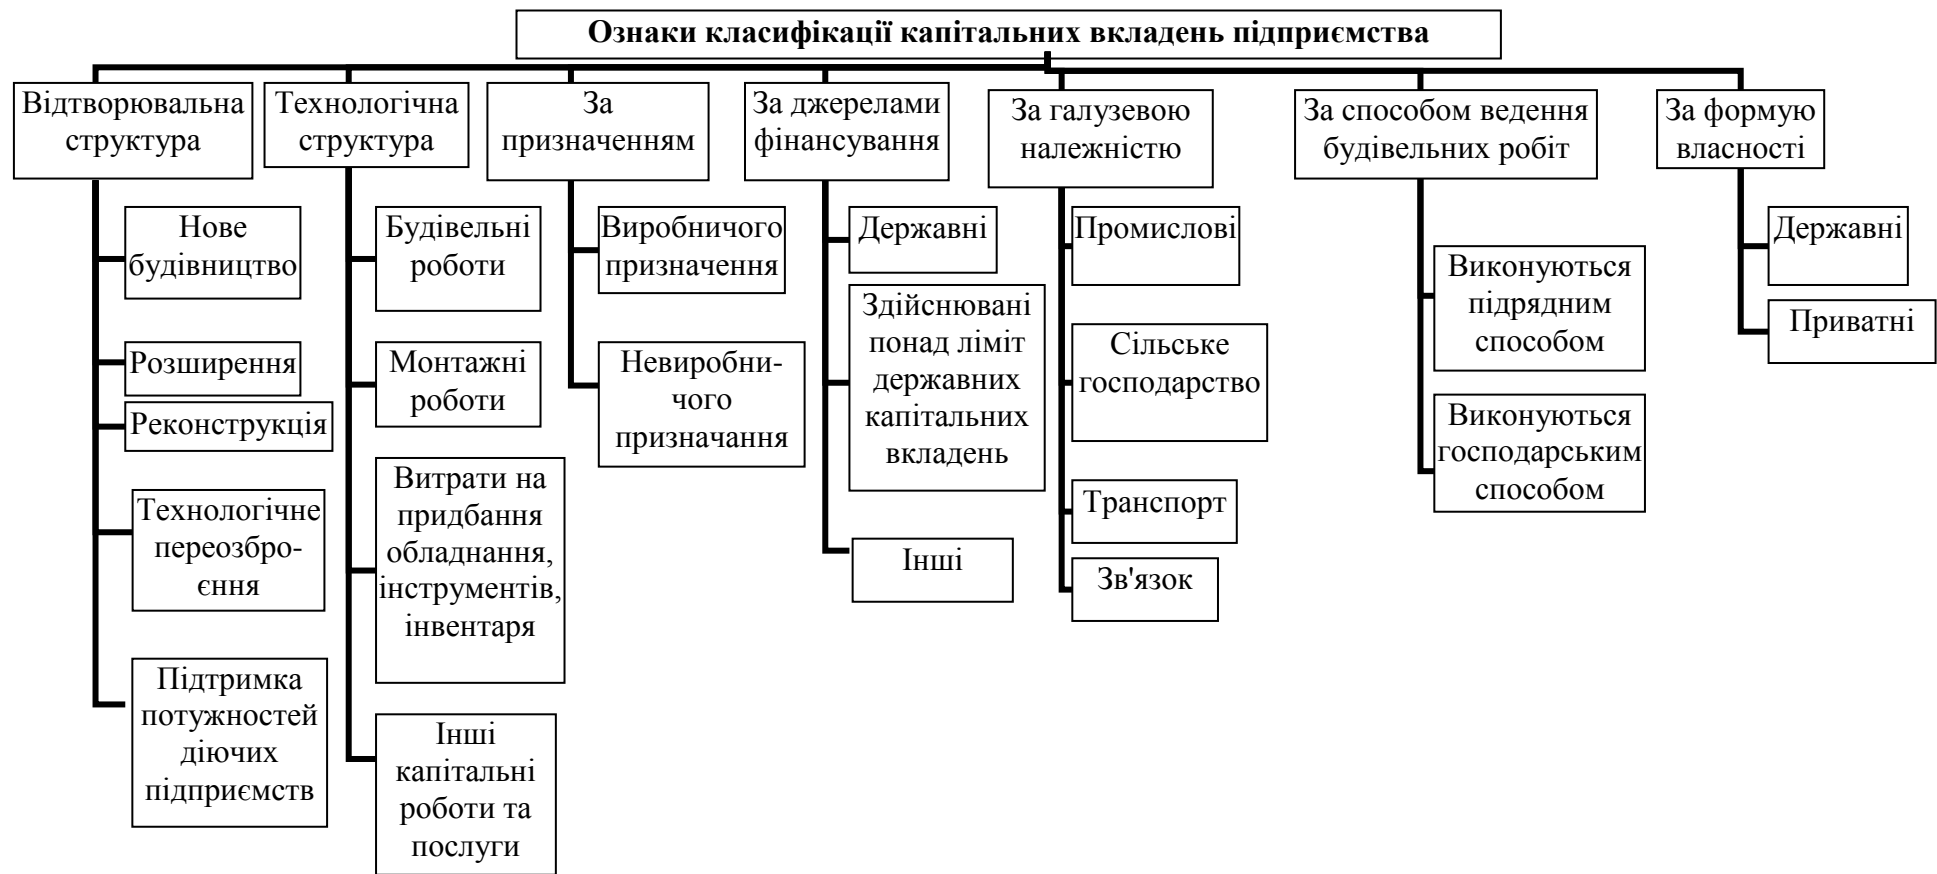 Ознаки класифікації капітальних вкладень підприємства
Відтворювальна
структура
Нове
будівництво
Розширення
Реконструкція
Технологічне
переозбро-
єння
Підтримка
потужностей
діючих
підприємств
Технологічна
структура
Будівельні
роботи
Монтажні
роботи
Витрати на
придбання
обладнання,
інструментів,
інвентаря
Інші
капітальні
роботи та
послуги
За
призначенням
Виробничого
призначення
Невиробни-
чого
призначання
За джерелами
фінансування
Державні
Здійснювані
понад ліміт
державних
капітальних
вкладень
Інші
За галузевою
належністю
Промислові
Сільське
господарство
Транспорт
Зв'язок
За способом ведення
будівельних робіт
Виконуються
підрядним
способом
Виконуються
господарським
способом
За формую
власності
Державні
Приватні